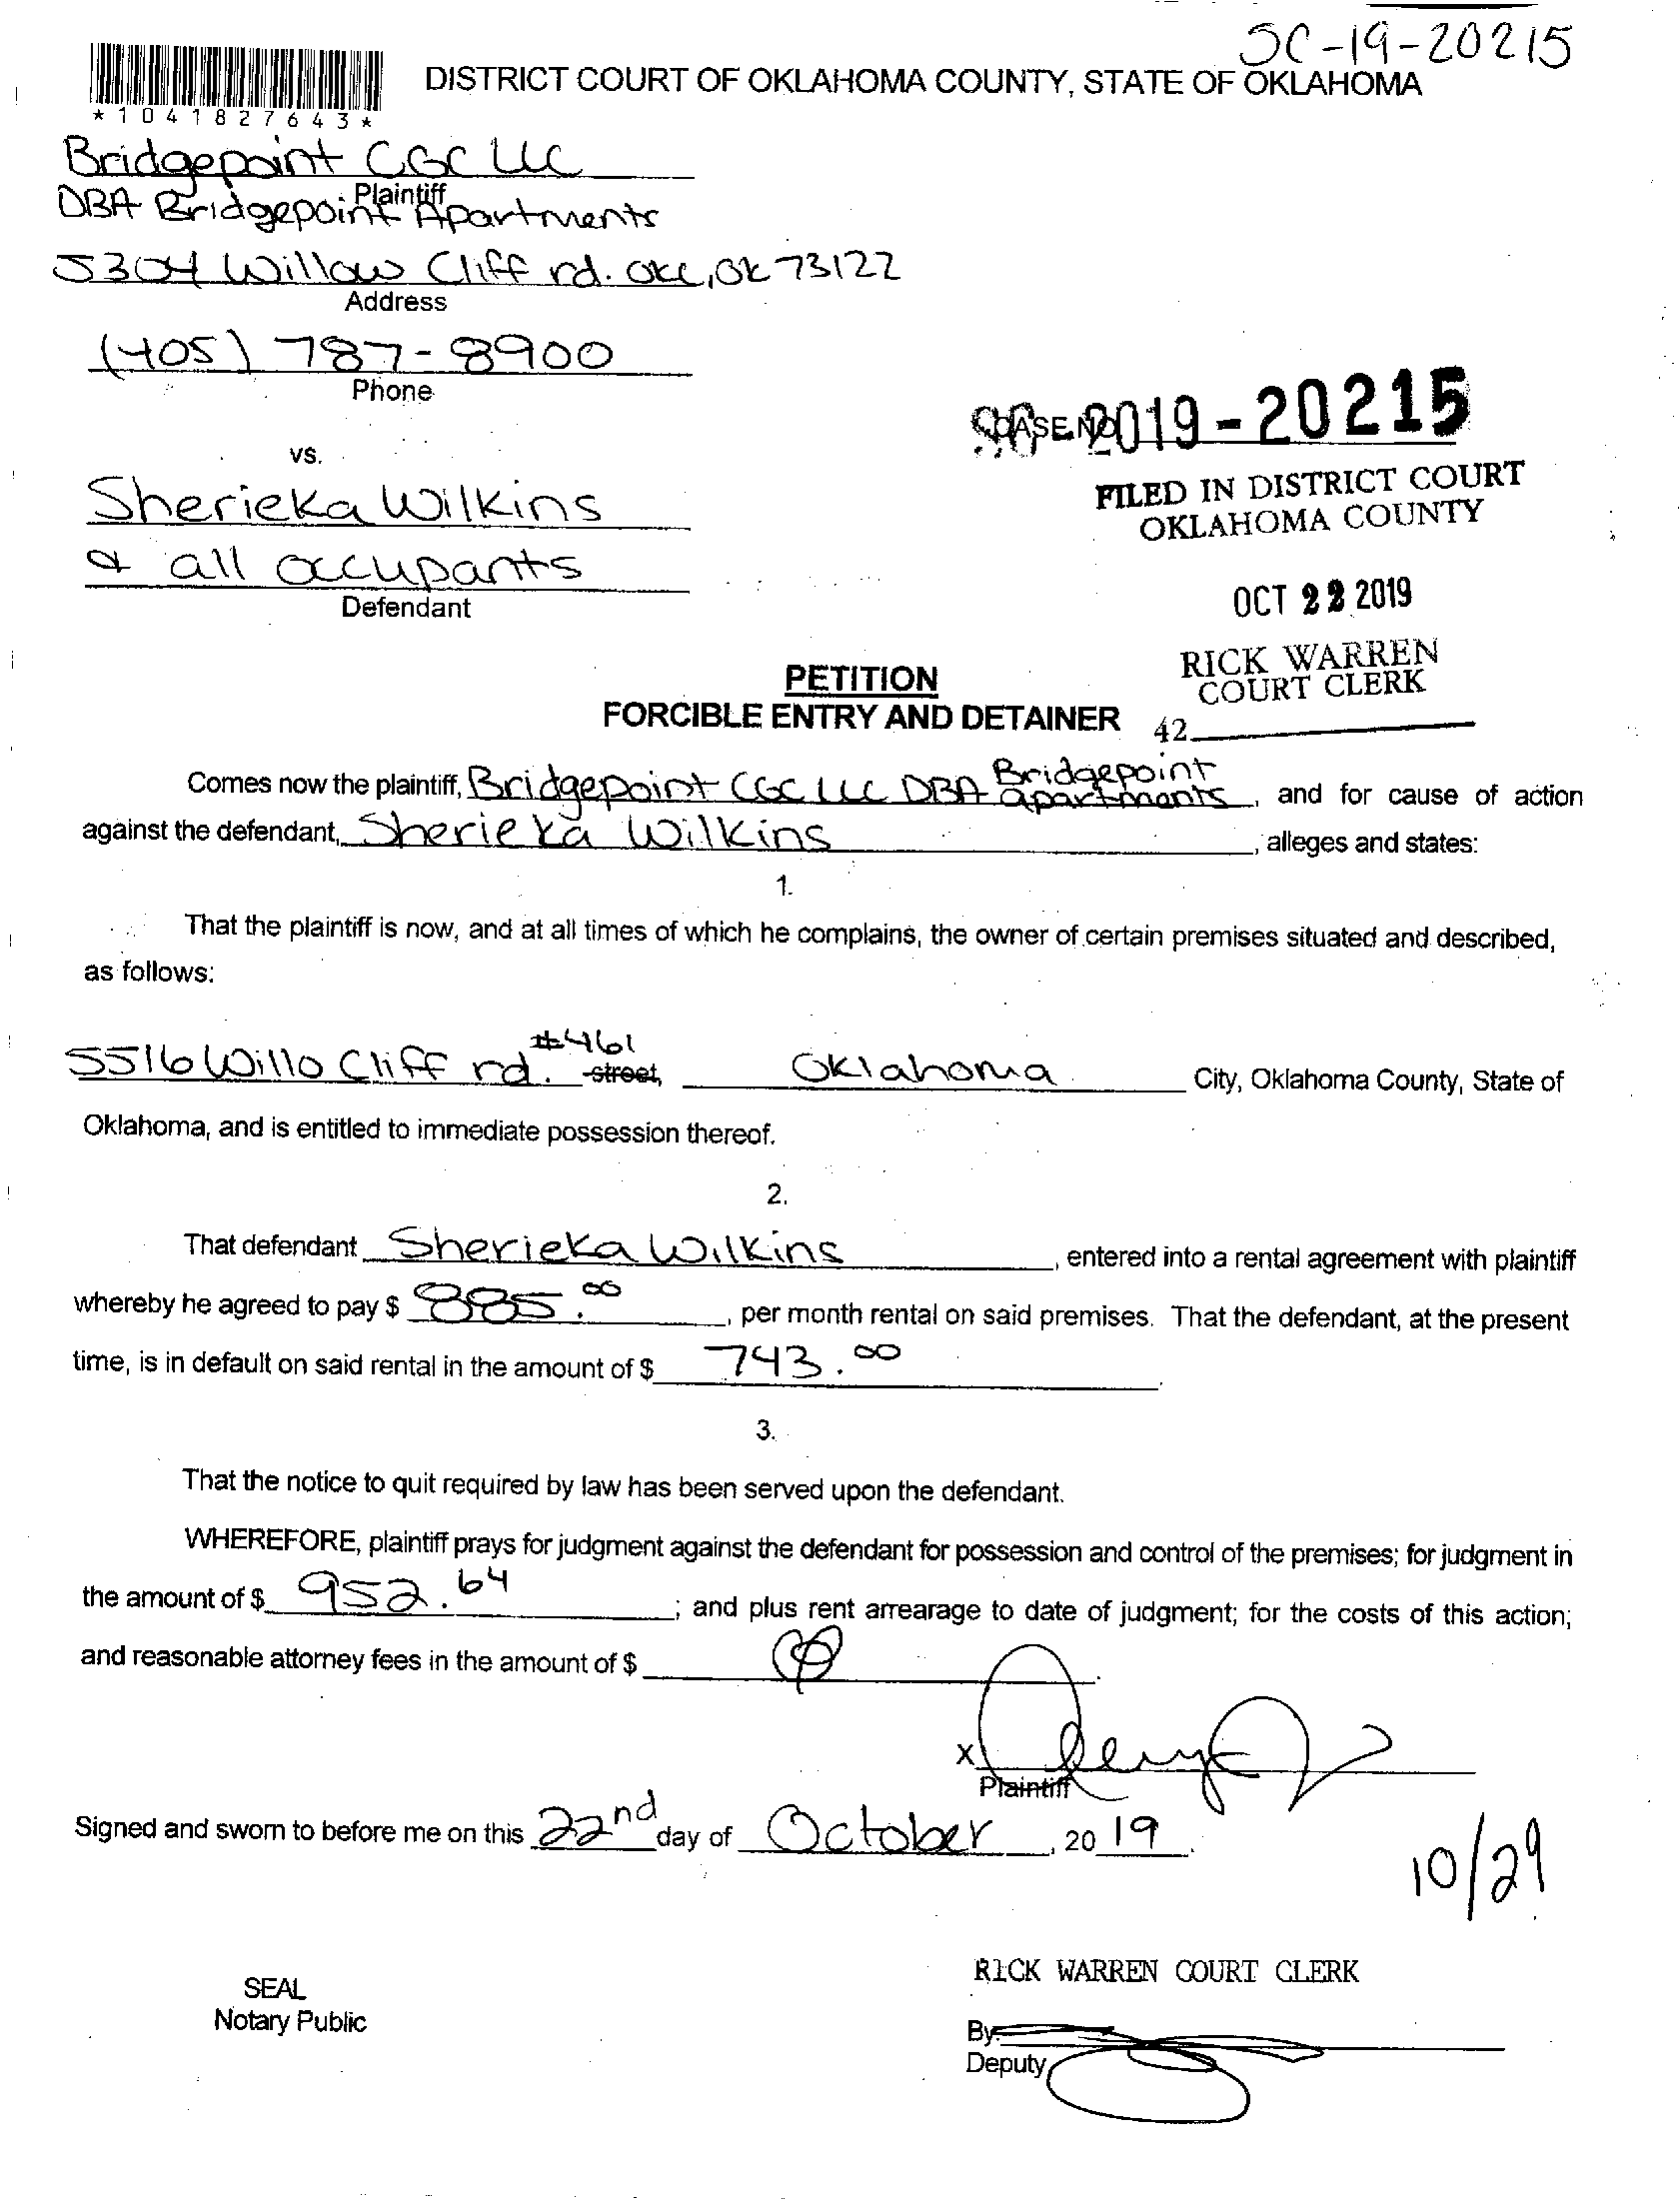 SC-19-20215
DISTRICT COURT OF OKLAHOMA COUNTY, STATE OF OKLAHOMA
*1041827643*
Bridgepoint CGC LLC
Plaintiff
DBA Bridgepoint Apartments
5304 Willow Cliff rd. OKC, OK 73122
Address
(405) 787-8900
Phone
CASE NO.
SC 2019-20215
vs.
FILED IN DISTRICT COURT
OKLAHOMA COUNTY
Sherieka Wilkins
& all occupants
Defendant
OCT 22 2019
RICK WARREN
COURT CLERK
42
PETITION
FORCIBLE ENTRY AND DETAINER
Comes now the plaintiff, Bridgepoint CGC LLC DBA Bridgepoint apartments, and for cause of action
against the defendant, Sherieka Wilkins, alleges and states:
1.
That the plaintiff is now, and at all times of which he complains, the owner of certain premises situated and described,
as follows:
5516 Willo Cliff rd. #461 street, Oklahoma City, Oklahoma County, State of
Oklahoma, and is entitled to immediate possession thereof.
2.
That defendant Sherieka Wilkins, entered into a rental agreement with plaintiff
whereby he agreed to pay $ 885.00, per month rental on said premises. That the defendant, at the present
time, is in default on said rental in the amount of $ 743.00.
3.
That the notice to quit required by law has been served upon the defendant.
WHEREFORE, plaintiff prays for judgment against the defendant for possession and control of the premises; for judgment in
the amount of $ 952.64; and plus rent arrearage to date of judgment; for the costs of this action;
and reasonable attorney fees in the amount of $
X
Plaintiff
Signed and sworn to before me on this 22nd day of October, 2019.
10/29
RICK WARREN COURT CLERK
SEAL
Notary Public
By:
Deputy